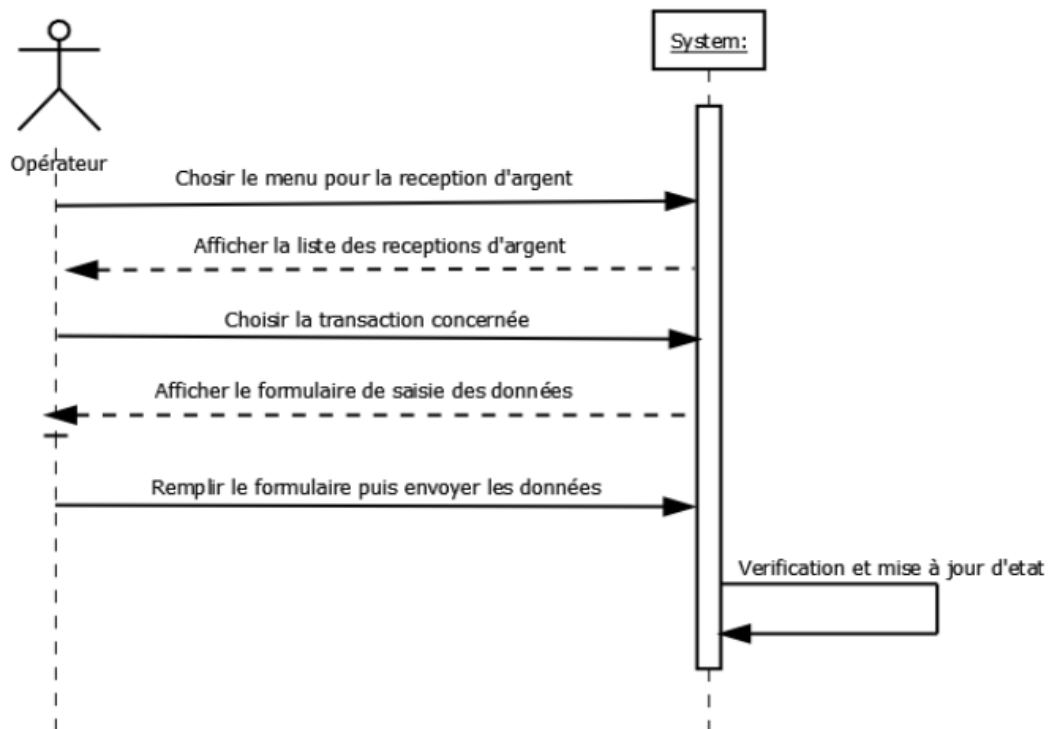 System:
Opérateur
Chosir le menu pour la reception d'argent
Afficher la liste des receptions d'argent
Choisir la transaction concernée
Afficher le formulaire de saisie des données
Remplir le formulaire puis envoyer les données
Verification et mise à jour d'etat